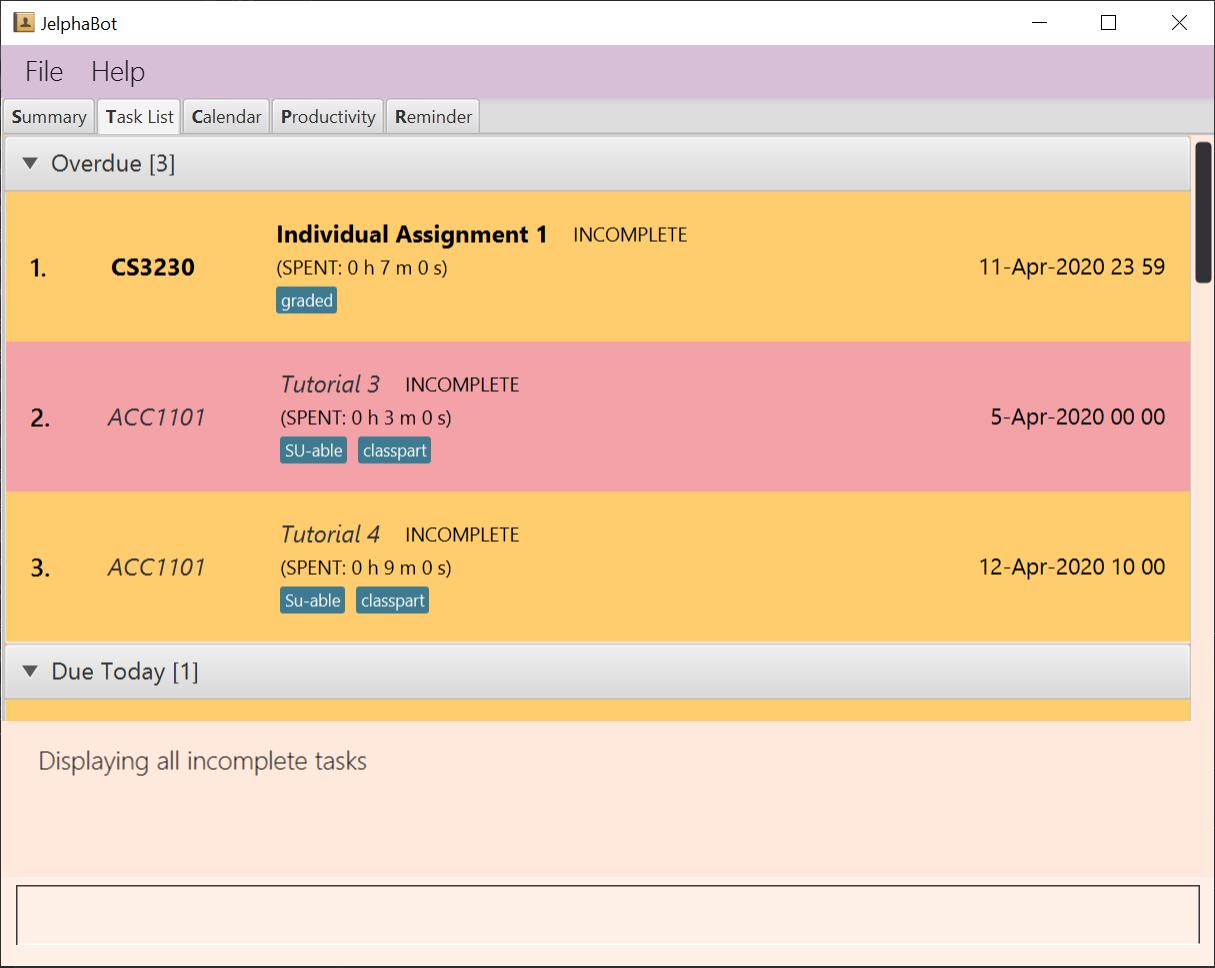 JelphaBot
File Help
Summary Task List Calendar Productivity Reminder
Overdue [3]
Individual Assignment 1 INCOMPLETE
1. CS3230 (SPENT: 0 h 7 m 0 s) 11-Apr-2020 23 59
graded
Tutorial 3 INCOMPLETE
2. ACC1101 (SPENT: 0 h 3 m 0 s) 5-Apr-2020 00 00
SU-able classpart
Tutorial 4 INCOMPLETE
3. ACC1101 (SPENT: 0 h 9 m 0 s) 12-Apr-2020 10 00
Su-able classpart
Due Today [1]
Displaying all incomplete tasks